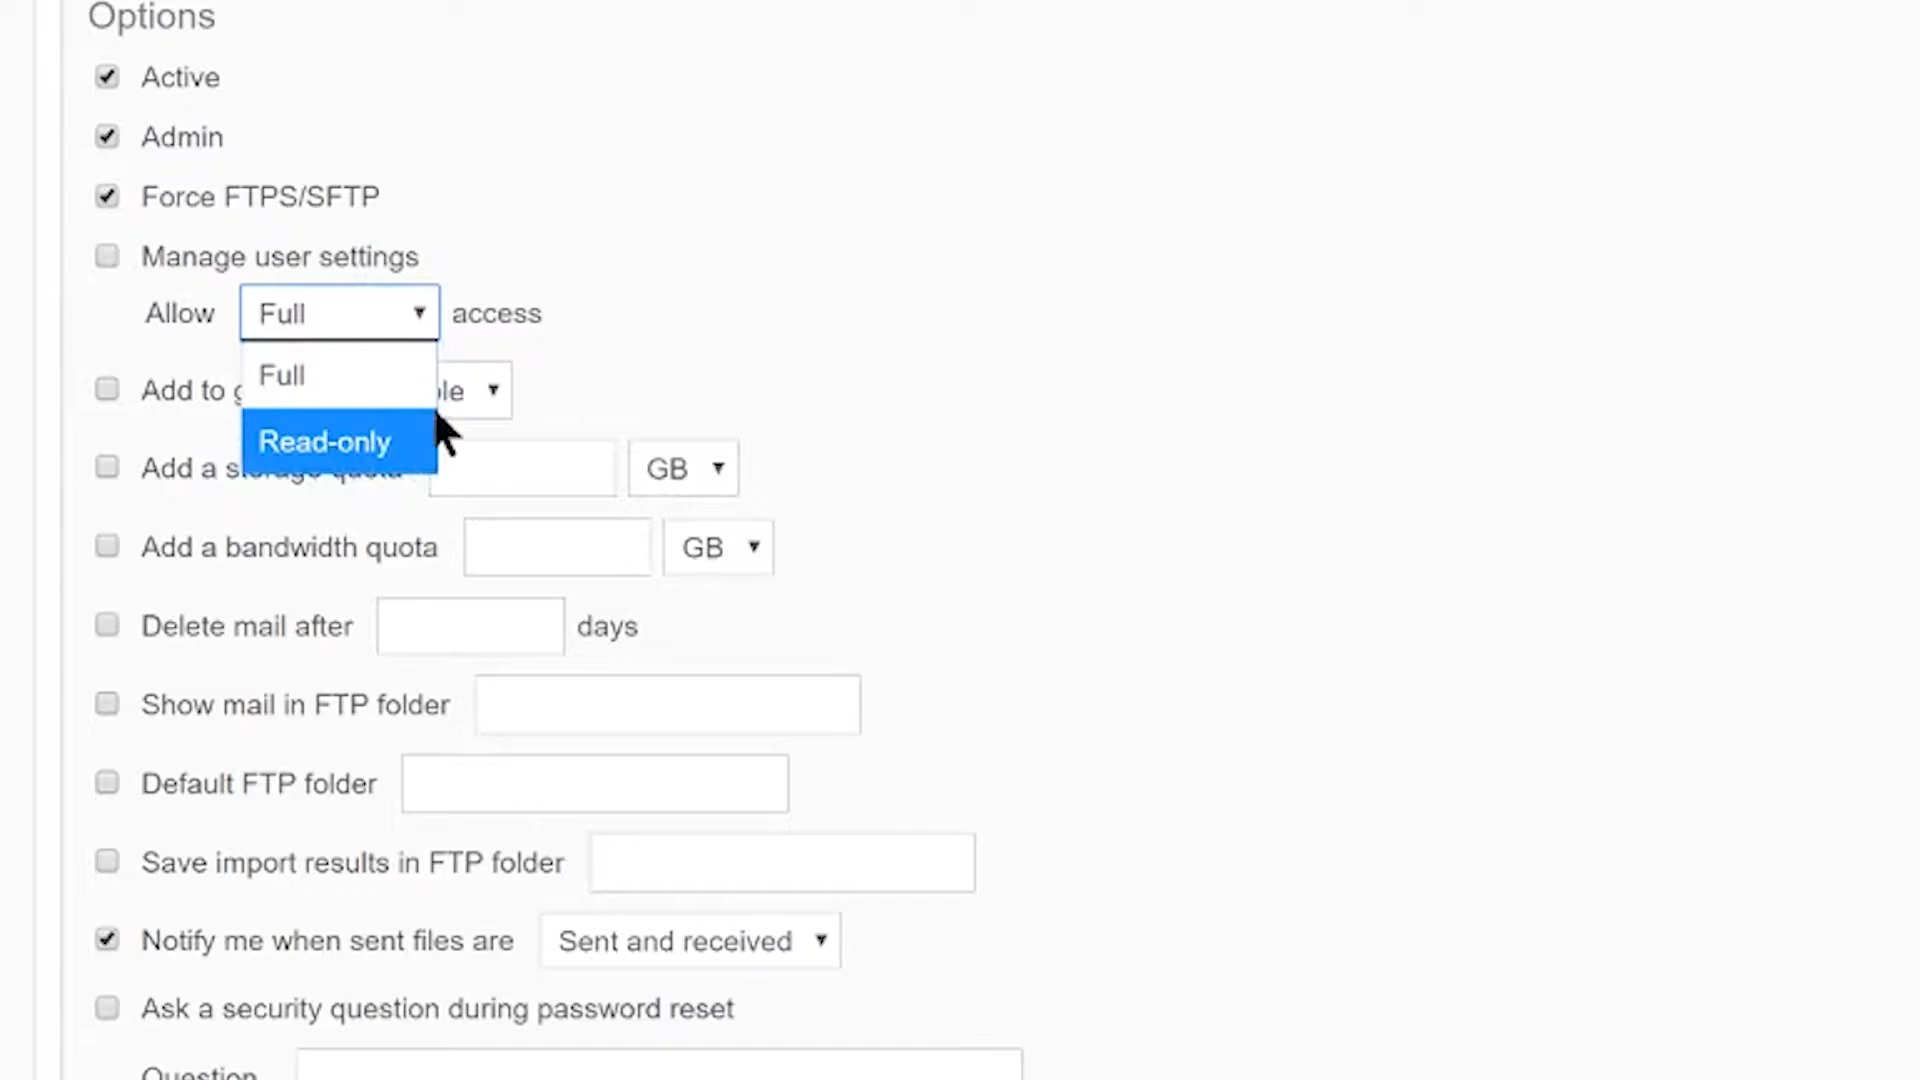 Options
Active
Admin
Force FTPS/SFTP
Manage user settings
Allow Full access
Full
Add to
Read-only
Add a GB
Add a bandwidth quota GB
Delete mail after days
Show mail in FTP folder
Default FTP folder
Save import results in FTP folder
Notify me when sent files are Sent and received
Ask a security question during password reset
Question